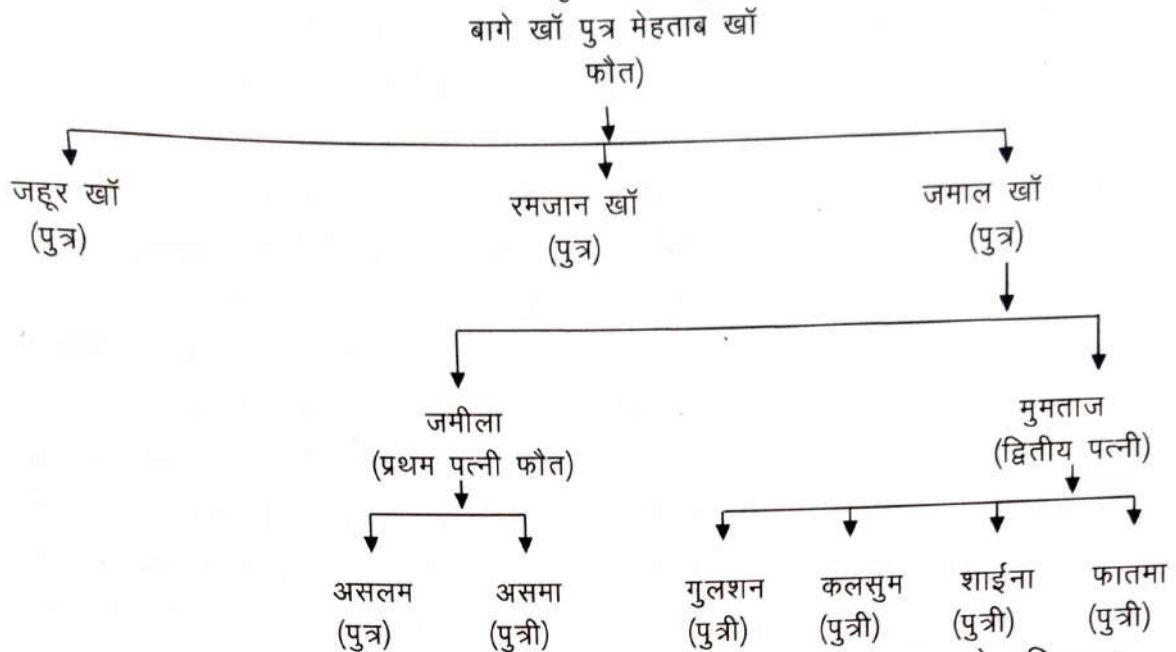 बागे खॉ पुत्र मेहताब खॉ
फौत)
जहूर खॉ
(पुत्र)
रमजान खॉ
(पुत्र)
जमाल खॉ
(पुत्र)
जमीला
(प्रथम पत्नी फौत)
मुमताज
(द्वितीय पत्नी)
असलम
(पुत्र)
असमा
(पुत्री)
गुलशन
(पुत्री)
कलसुम
(पुत्री)
शाईना
(पुत्री)
फातमा
(पुत्री)